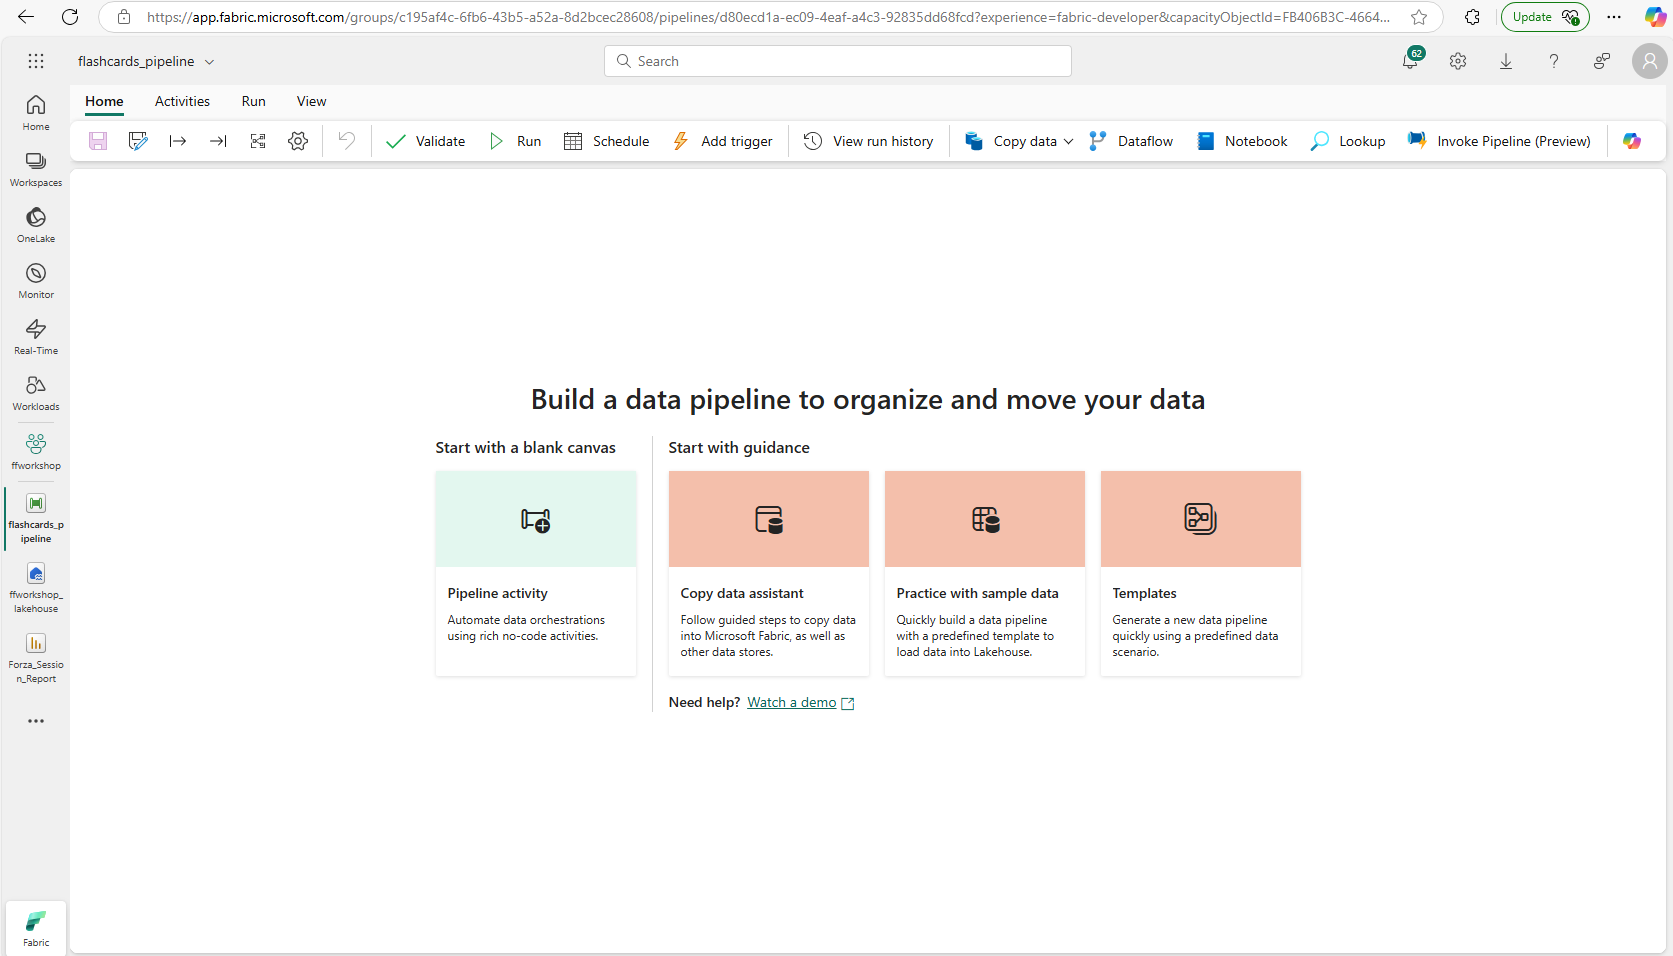 https://app.fabric.microsoft.com/groups/c195af4c-6fb6-43b5-a52a-8d2bcec28608/pipelines/d80ecd1a-ec09-4eaf-a4c3-92835dd68fcd?experience=fabric-developer&capacityObjectId=FB406B3C-4664...
Update
flashcards_pipeline
Search
62
Home
Activities
Run
View
Validate
Run
Schedule
Add trigger
View run history
Copy data
Dataflow
Notebook
Lookup
Invoke Pipeline (Preview)
Home
Workspaces
OneLake
Monitor
Real-Time
Workloads
ffworkshop
flashcards_p
ipeline
ffworkshop_
lakehouse
Forza_Sessio
n_Report
Fabric
Build a data pipeline to organize and move your data
Start with a blank canvas
Start with guidance
Pipeline activity
Automate data orchestrations
using rich no-code activities.
Copy data assistant
Follow guided steps to copy data
into Microsoft Fabric, as well as
other data stores.
Practice with sample data
Quickly build a data pipeline
with a predefined template to
load data into Lakehouse.
Templates
Generate a new data pipeline
quickly using a predefined data
scenario.
Need help? Watch a demo